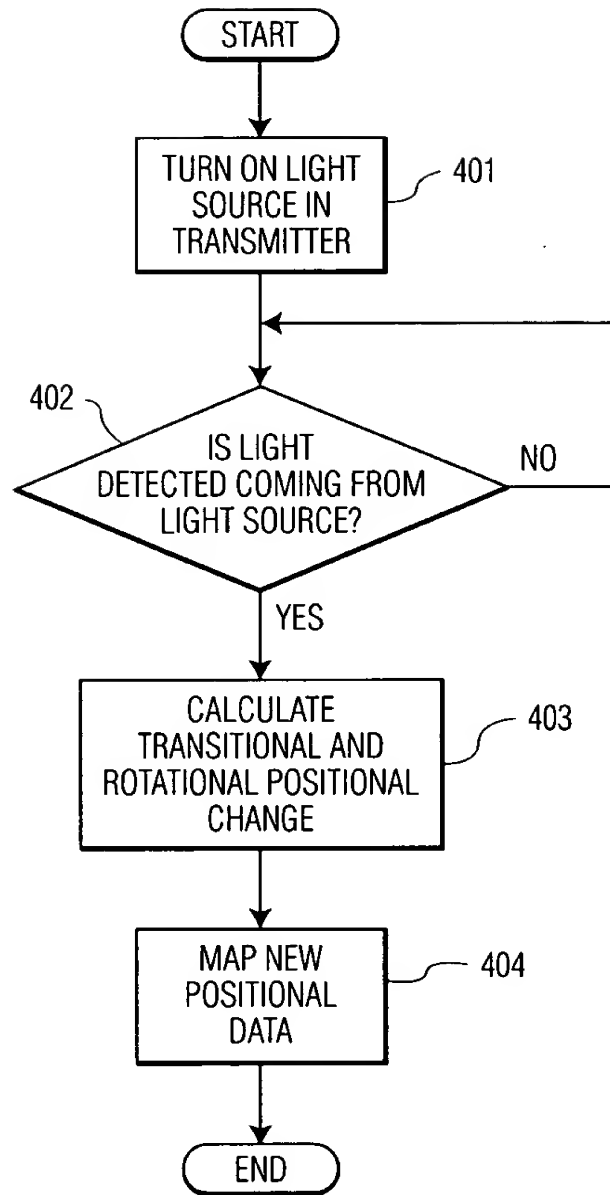 START
TURN ON LIGHT
SOURCE IN
TRANSMITTER
401
402
IS LIGHT
DETECTED COMING FROM
LIGHT SOURCE?
NO
YES
CALCULATE
TRANSITIONAL AND
ROTATIONAL POSITIONAL
CHANGE
403
MAP NEW
POSITIONAL
DATA
404
END